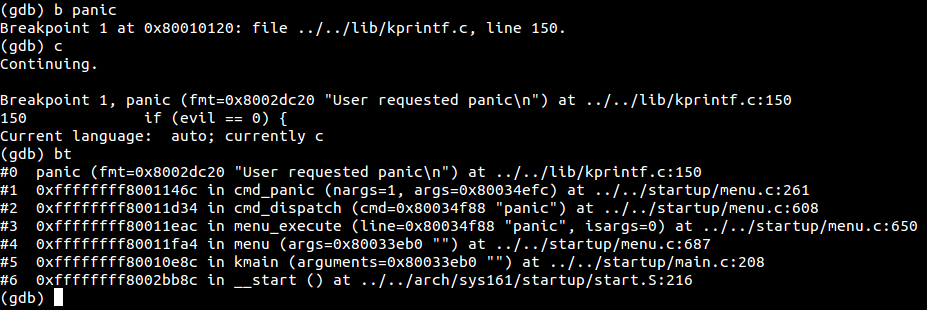 (gdb) b panic
Breakpoint 1 at 0x80010120: file ../../lib/kprintf.c, line 150.
(gdb) c
Continuing.

Breakpoint 1, panic (fmt=0x8002dc20 "User requested panic\n") at ../../lib/kprintf.c:150
150             if (evil == 0) {
Current language:  auto; currently c
(gdb) bt
#0  panic (fmt=0x8002dc20 "User requested panic\n") at ../../lib/kprintf.c:150
#1  0xffffffff8001146c in cmd_panic (nargs=1, args=0x80034efc) at ../../startup/menu.c:261
#2  0xffffffff80011d34 in cmd_dispatch (cmd=0x80034f88 "panic") at ../../startup/menu.c:608
#3  0xffffffff80011eac in menu_execute (line=0x80034f88 "panic", isargs=0) at ../../startup/menu.c:650
#4  0xffffffff80011fa4 in menu (args=0x80033eb0 "") at ../../startup/menu.c:687
#5  0xffffffff80010e8c in kmain (arguments=0x80033eb0 "") at ../../startup/main.c:208
#6  0xffffffff8002bb8c in __start () at ../../arch/sys161/startup/start.S:216
(gdb)